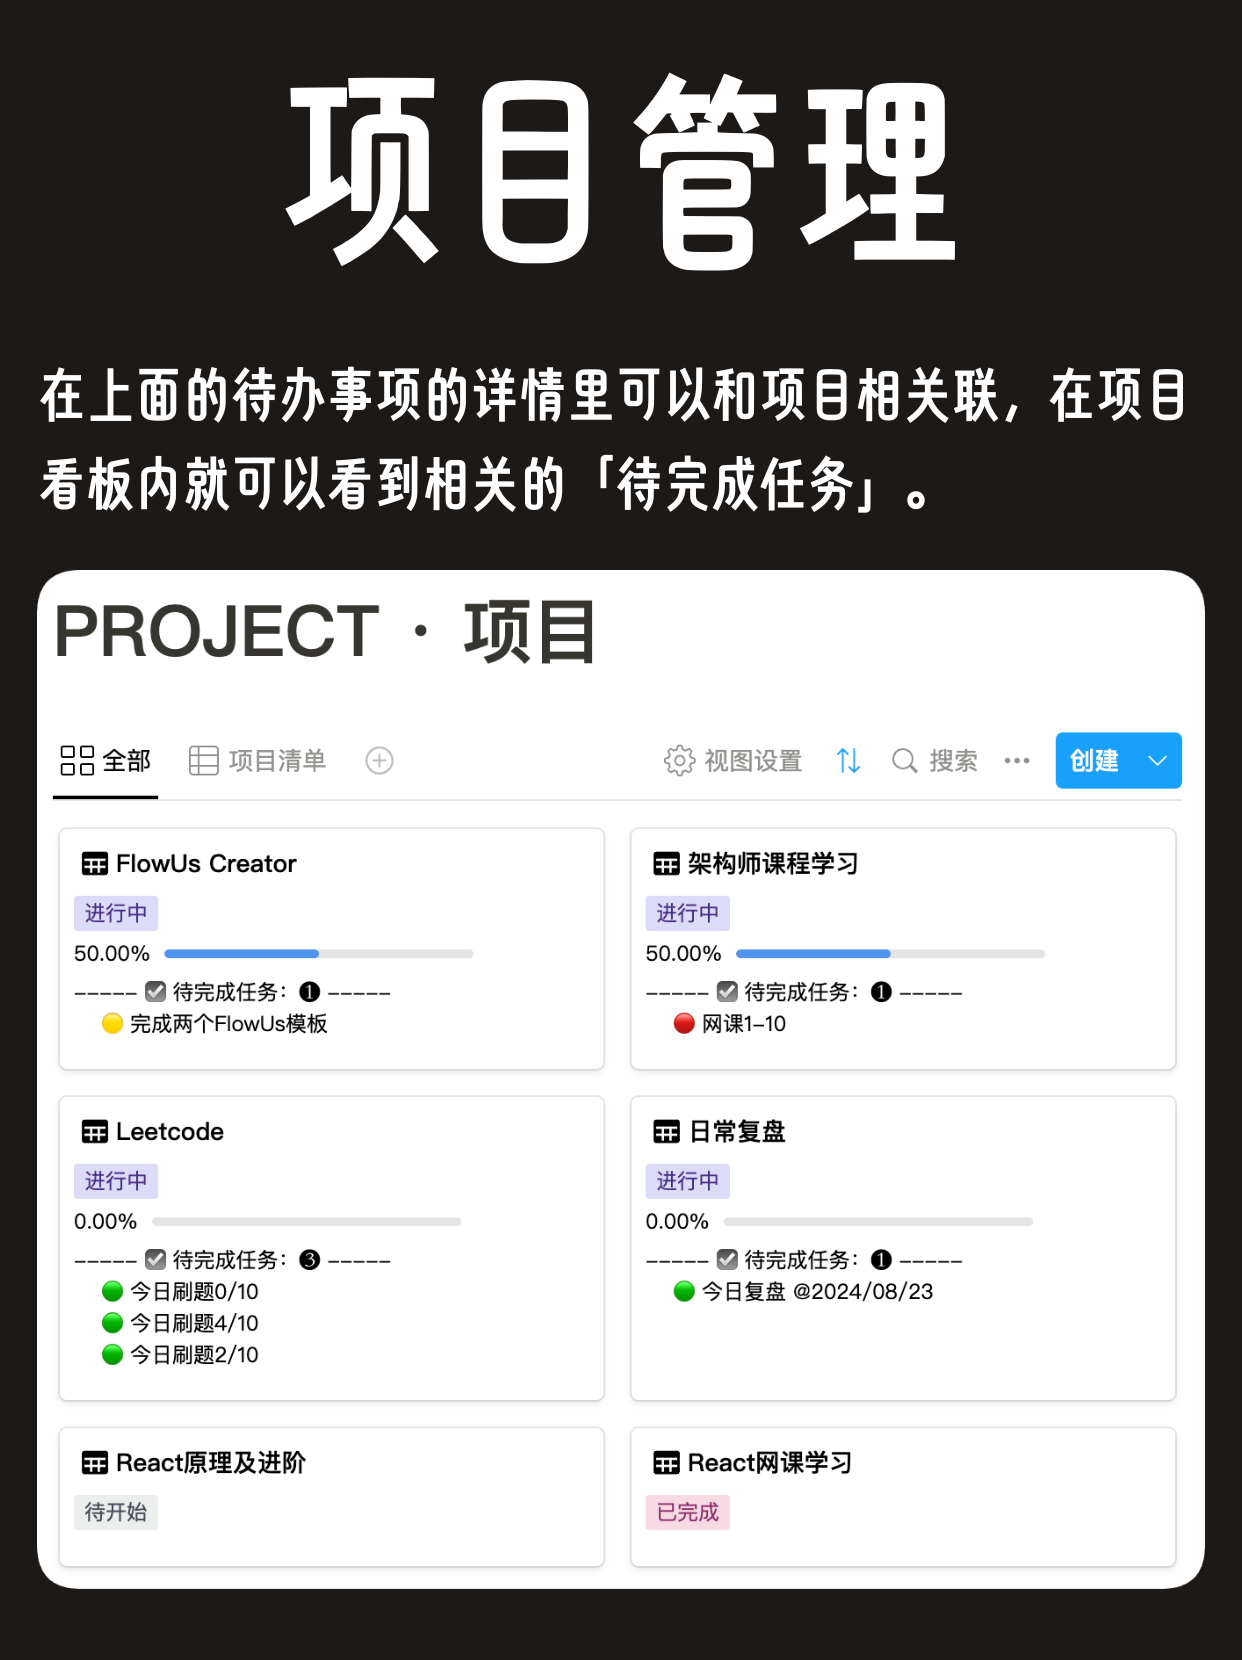 项目管理
在上面的待办事项的详情里可以和项目相关联，在项目
看板内就可以看到相关的「待完成任务」。
PROJECT · 项目
全部 项目清单 视图设置 搜索 ··· 创建
FlowUs Creator
进行中
50.00%
----- ☑ 待完成任务：❶ -----
🟡 完成两个FlowUs模板
架构师课程学习
进行中
50.00%
----- ☑ 待完成任务：❶ -----
🔴 网课1-10
Leetcode
进行中
0.00%
----- ☑ 待完成任务：❸ -----
🟢 今日刷题0/10
🟢 今日刷题4/10
🟢 今日刷题2/10
日常复盘
进行中
0.00%
----- ☑ 待完成任务：❶ -----
🟢 今日复盘 @2024/08/23
React原理及进阶
待开始
React网课学习
已完成